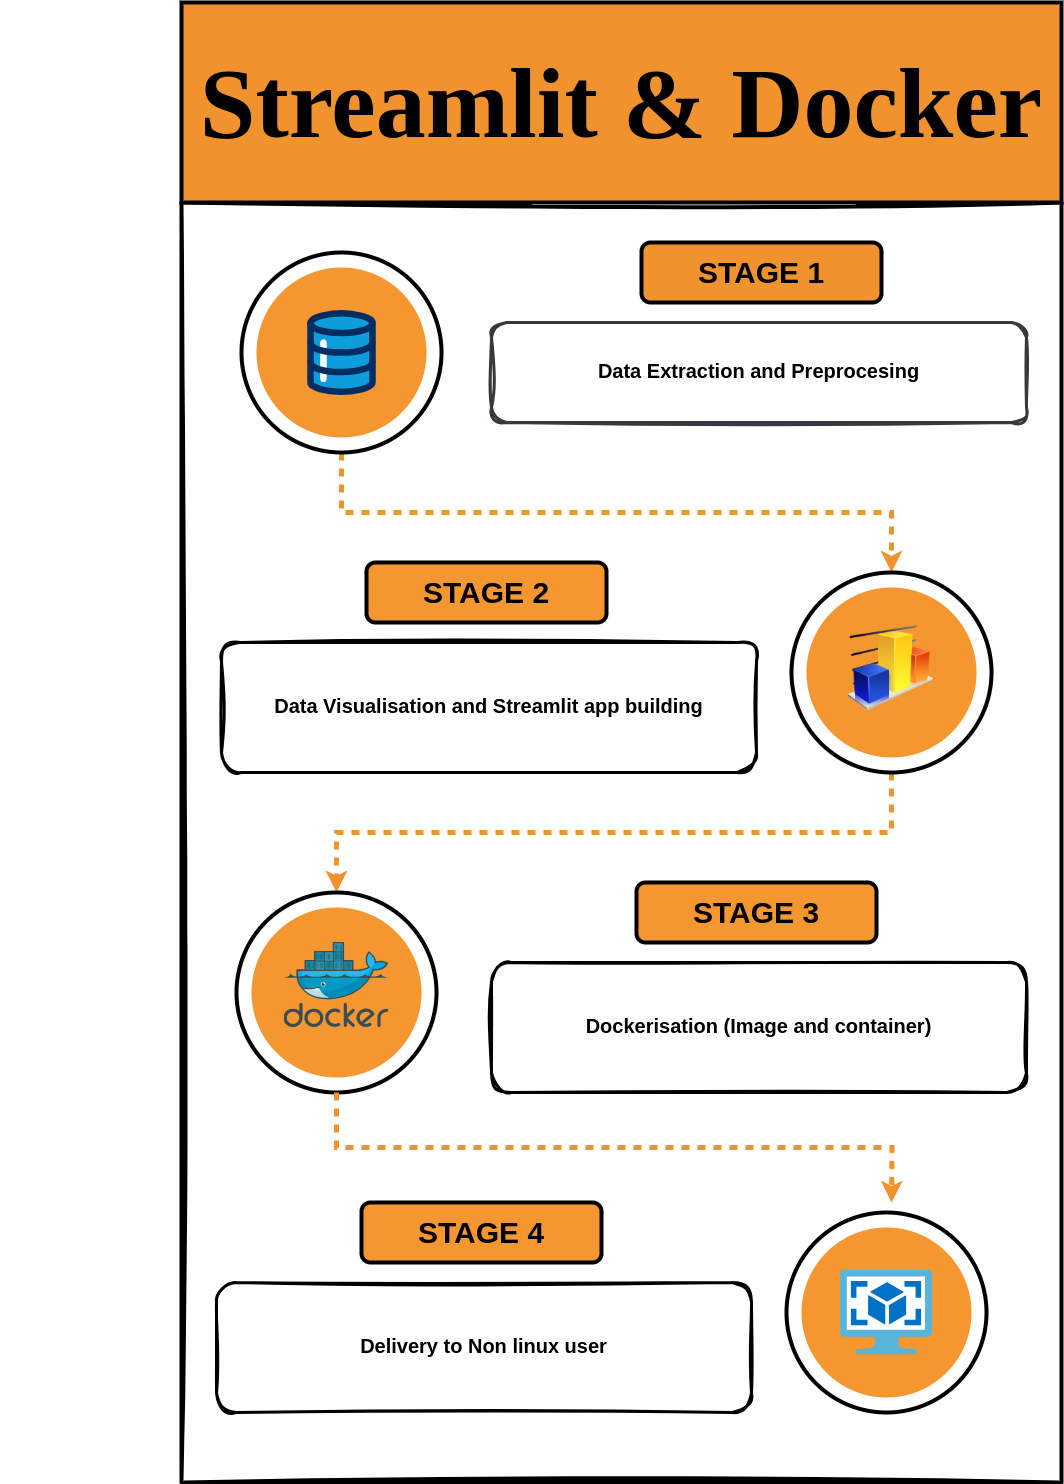 Streamlit & Docker
STAGE 1
Data Extraction and Preprocesing
STAGE 2
Data Visualisation and Streamlit app building
STAGE 3
docker
Dockerisation (Image and container)
STAGE 4
Delivery to Non linux user